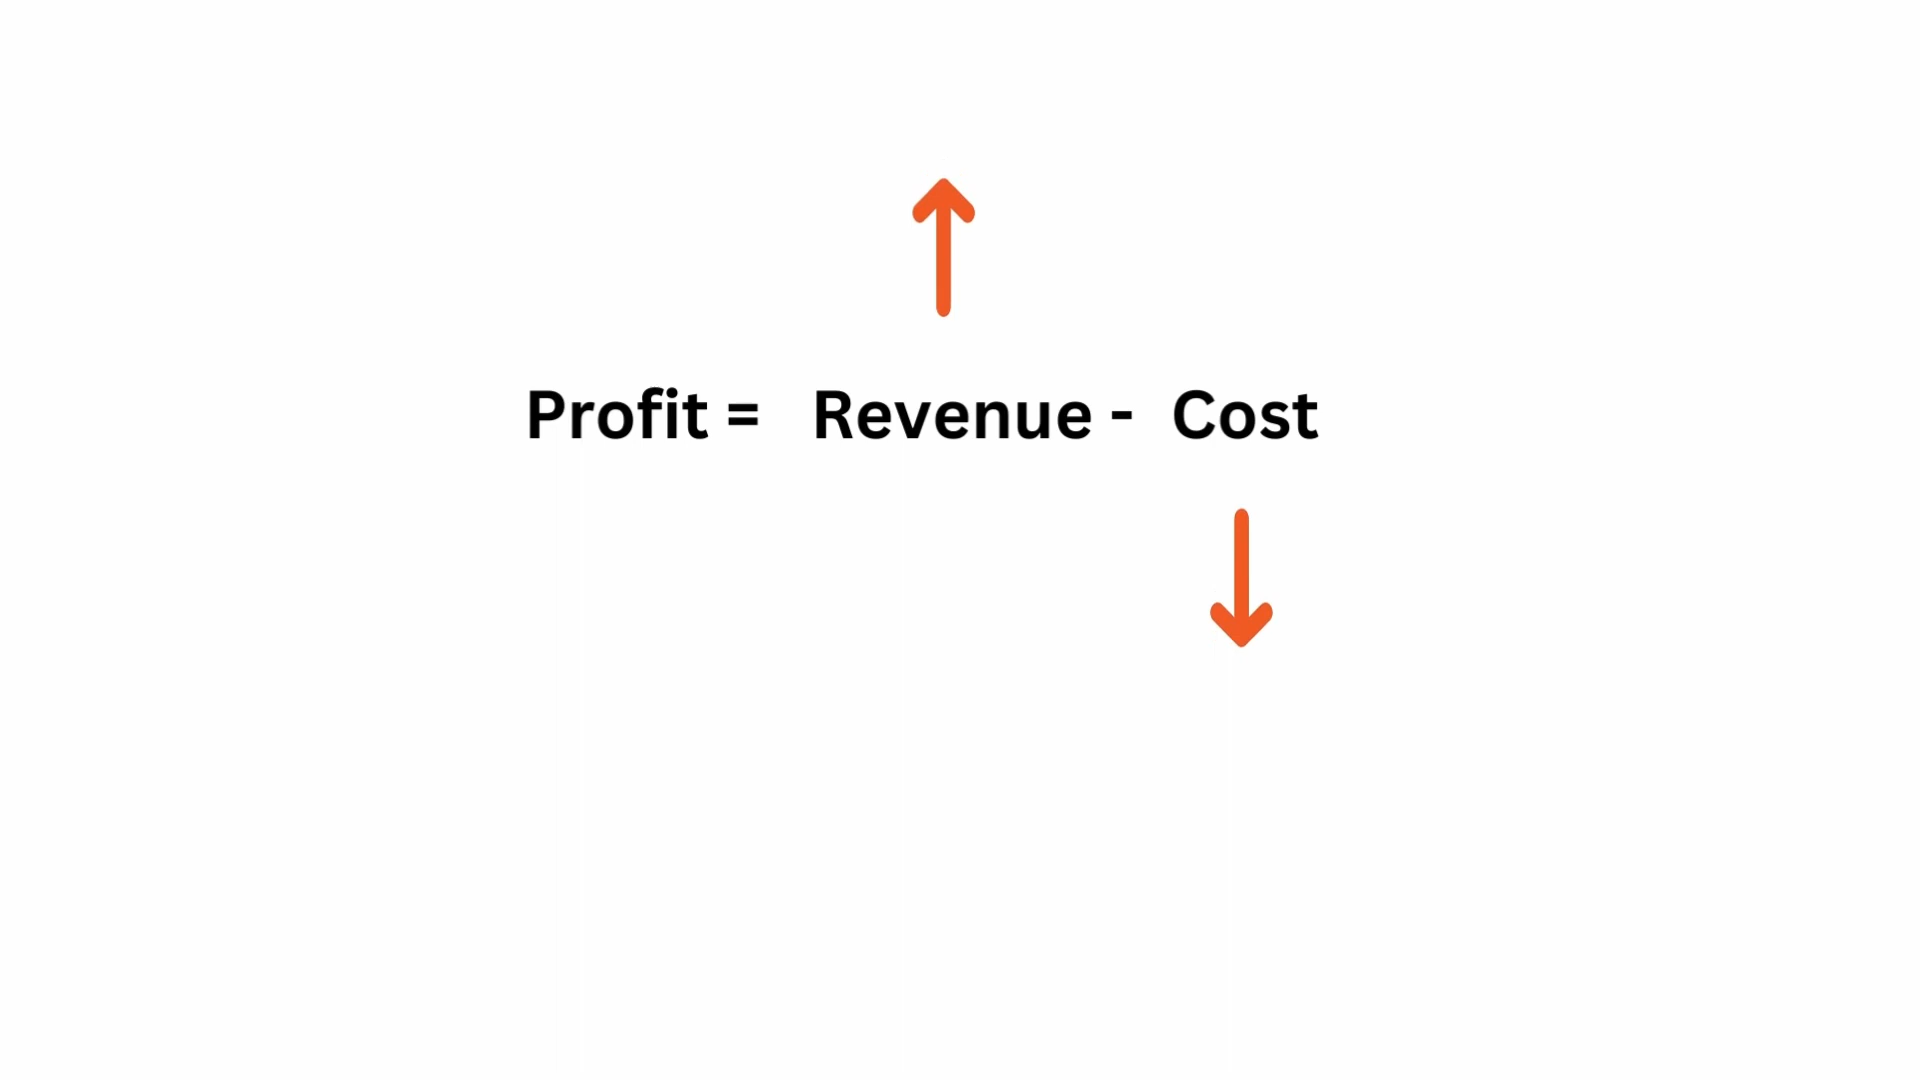 Profit = Revenue - Cost